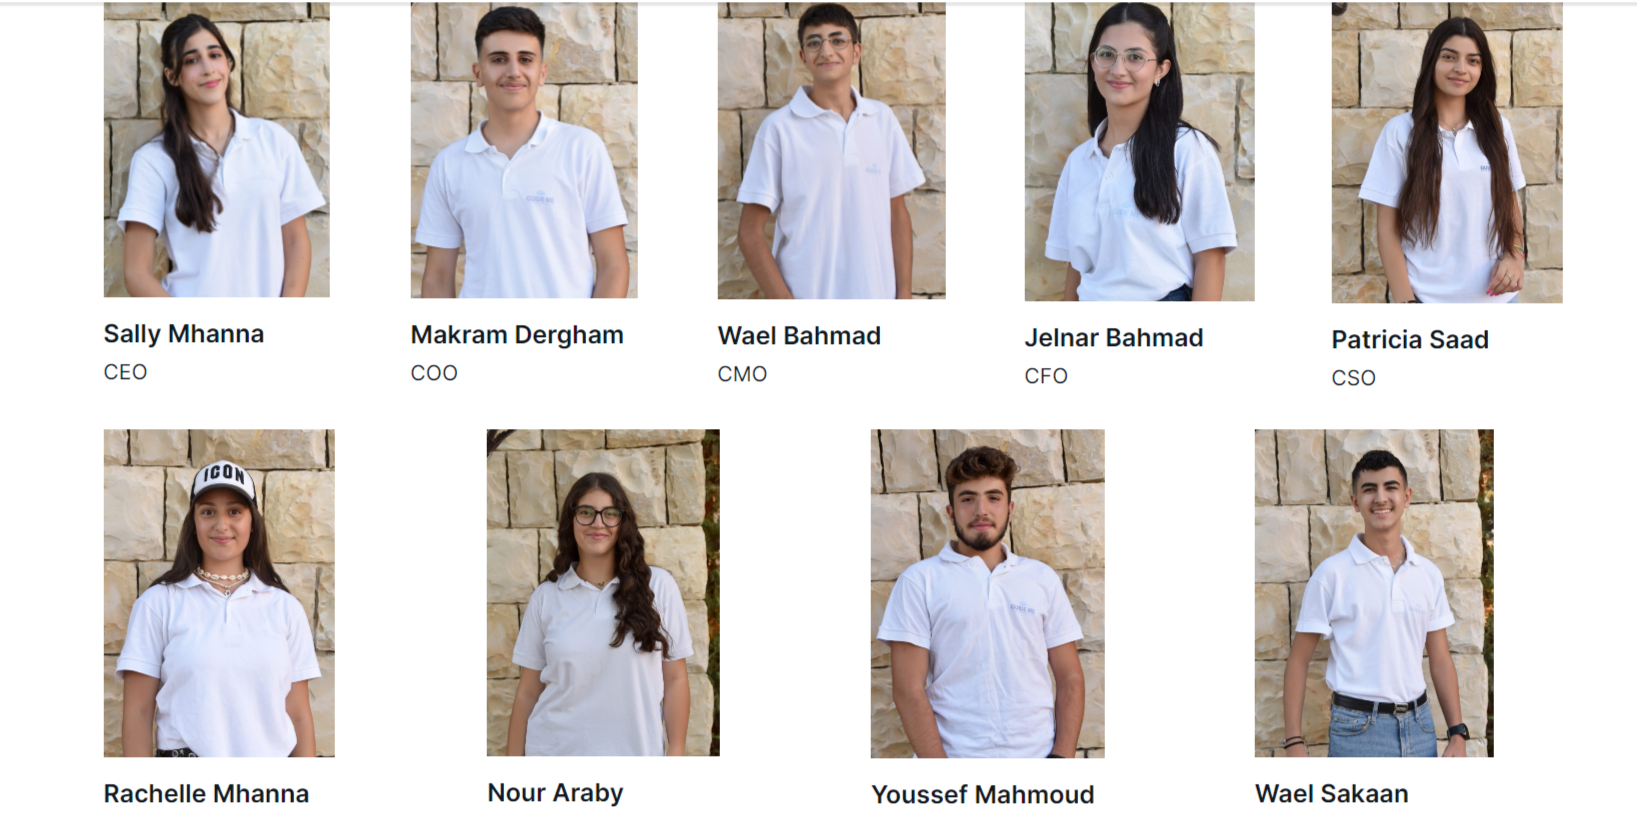 Sally Mhanna
CEO
Makram Dergham
COO
Wael Bahmad
CMO
Jelnar Bahmad
CFO
Patricia Saad
CSO
ICON
Rachelle Mhanna
Nour Araby
Youssef Mahmoud
Wael Sakaan